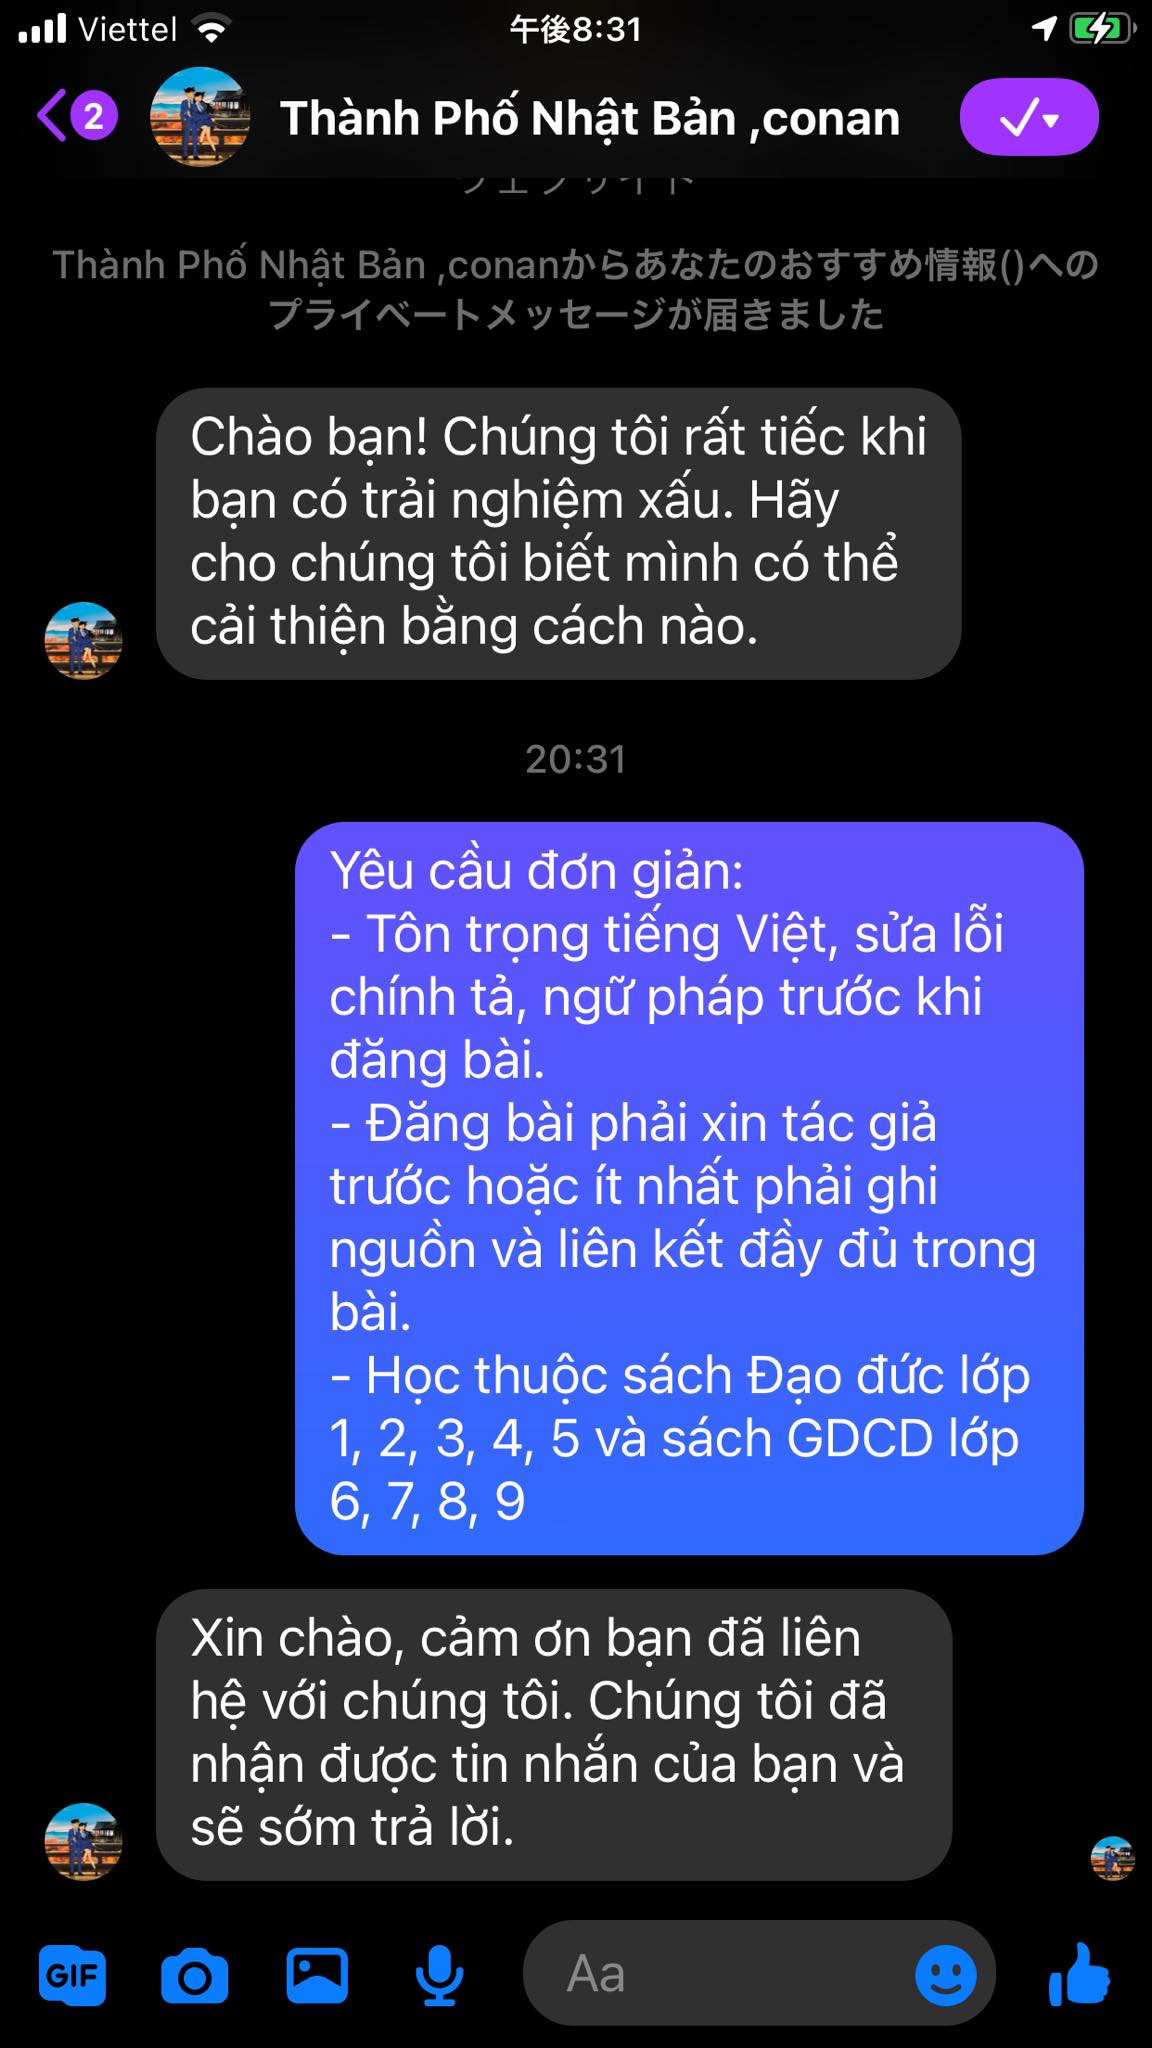 Viettel
午後8:31
2
Thành Phố Nhật Bản ,conan
ウェブサイト
Thành Phố Nhật Bản ,conanからあなたのおすすめ情報()への
プライベートメッセージが届きました
Chào bạn! Chúng tôi rất tiếc khi
bạn có trải nghiệm xấu. Hãy
cho chúng tôi biết mình có thể
cải thiện bằng cách nào.
20:31
Yêu cầu đơn giản:
- Tôn trọng tiếng Việt, sửa lỗi
chính tả, ngữ pháp trước khi
đăng bài.
- Đăng bài phải xin tác giả
trước hoặc ít nhất phải ghi
nguồn và liên kết đầy đủ trong
bài.
- Học thuộc sách Đạo đức lớp
1, 2, 3, 4, 5 và sách GDCD lớp
6, 7, 8, 9
Xin chào, cảm ơn bạn đã liên
hệ với chúng tôi. Chúng tôi đã
nhận được tin nhắn của bạn và
sẽ sớm trả lời.
GIF
Aa